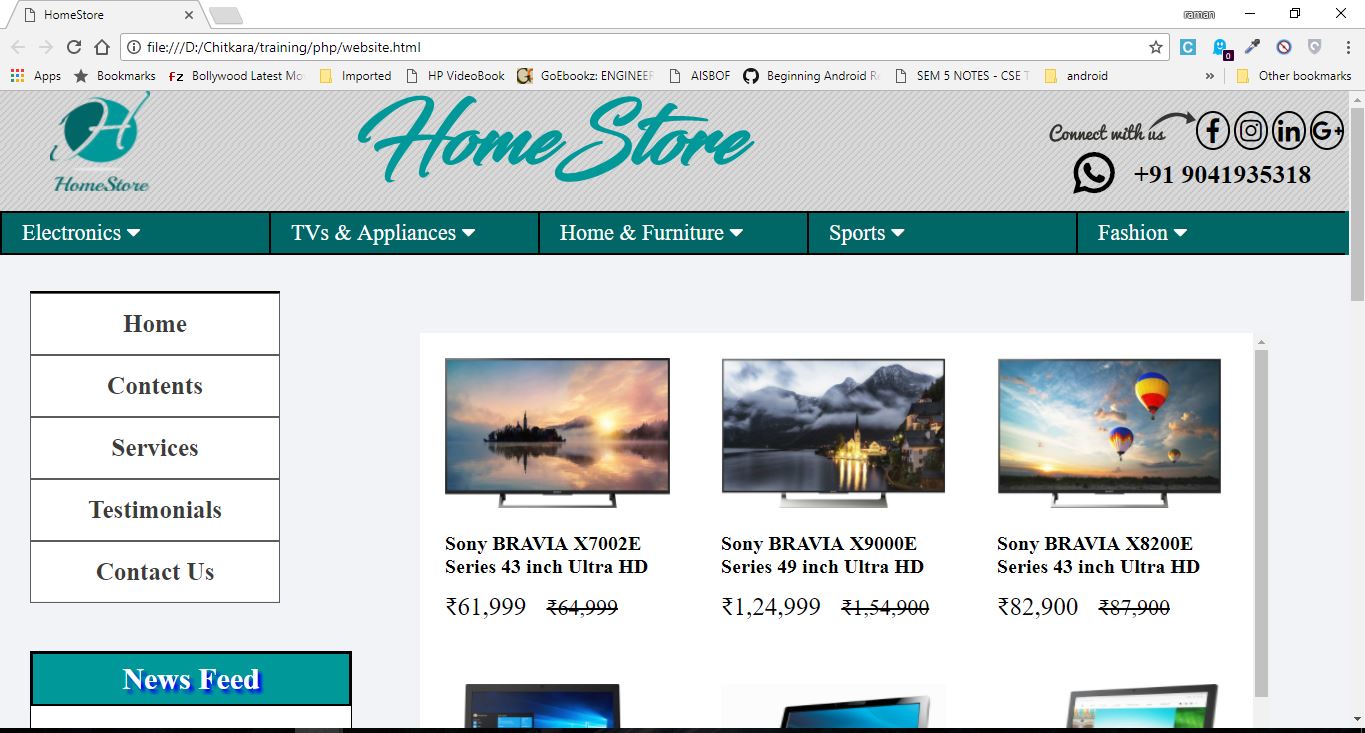 HomeStore
raman
file:///D:/Chitkara/training/php/website.html
Apps Bookmarks Bollywood Latest Mo Imported HP VideoBook GoEbookz: ENGINEER AISBOF Beginning Android Re SEM 5 NOTES - CSE T android » Other bookmarks
HomeStore
Home Store
Connect with us
+91 9041935318
Electronics TVs & Appliances Home & Furniture Sports Fashion
Home
Contents
Services
Testimonials
Contact Us
News Feed
Sony BRAVIA X7002E
Series 43 inch Ultra HD
₹61,999 ₹64,999
Sony BRAVIA X9000E
Series 49 inch Ultra HD
₹1,24,999 ₹1,54,900
Sony BRAVIA X8200E
Series 43 inch Ultra HD
₹82,900 ₹87,900